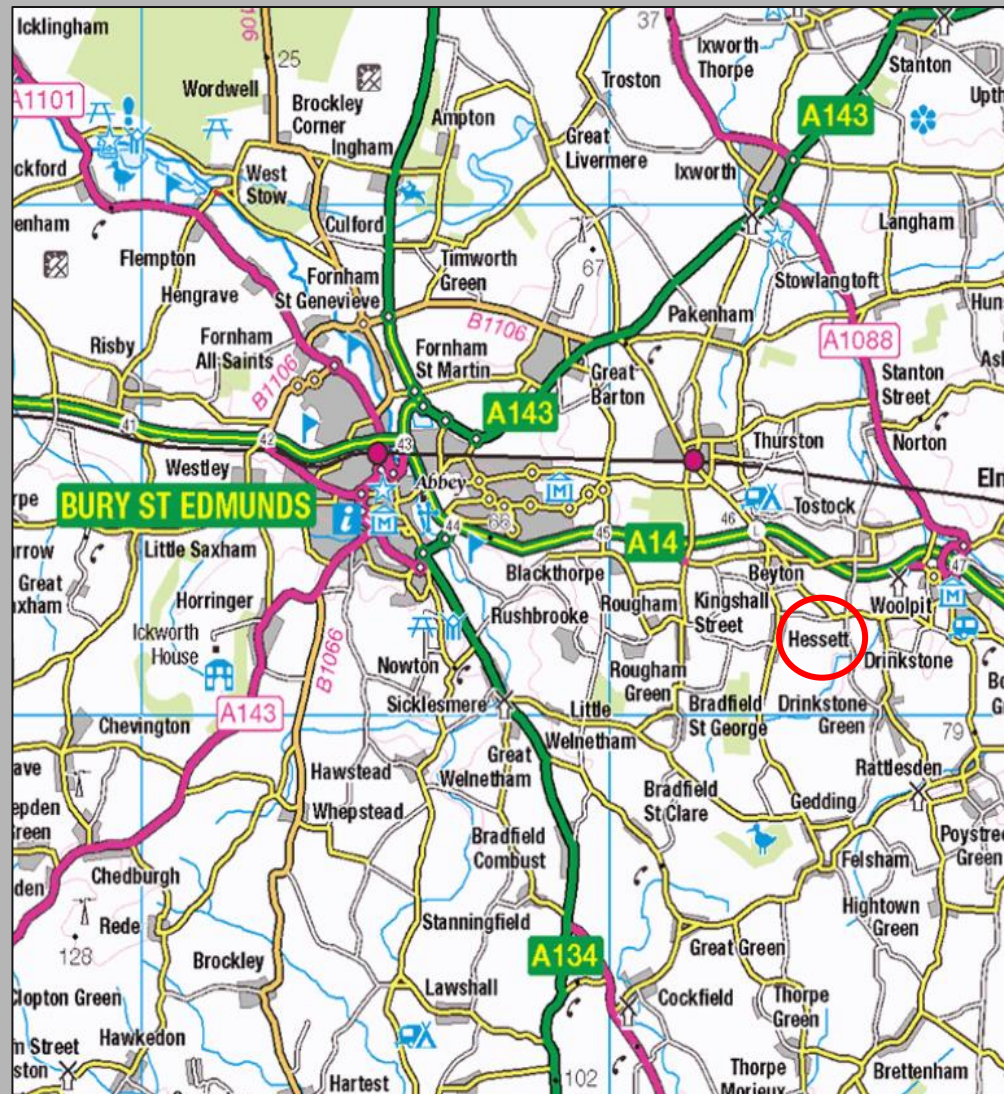 Icklingham
B1106
25
37
Ixworth
Thorpe
Stanton
Troston
Wordwell
Brockley
Corner
Ampton
A143
A1101
Ingham
Great
Livermere
Ixworth
ckford
West
Stow
enham
Culford
Langham
Flempton
Timworth
Green
67
Fornham
St Genevieve
Stowlangtoft
Hengrave
B1106
Pakenham
Risby
Fornham
All Saints
Fornham
St Martin
A1088
B1106
Great
Barton
Stanton
Street
A143
41
42
43
Thurston
Norton
Westley
Abbey
BURY ST EDMUNDS
i
M
M
Tostock
44
66
45
A14
46
L
47
M
Little Saxham
Blackthorpe
Beyton
Great
Horringer
Rushbrooke
Rougham
Kingshall
Street
Woolpit
Ickworth
House
Hessett
Drinkstone
Nowton
B1066
Rougham
Green
Sicklesmere
Little
Welnetham
Bradfield
St George
Drinkstone
Green
A143
79
Chevington
Great
Welnetham
Rattlesden
Hawstead
Bradfield
St Clare
Gedding
Whepstead
Bradfield
Combust
Felsham
Chedburgh
Hightown
Green
Rede
Stanningfield
128
A134
Great Green
Brockley
Lawshall
Cockfield
Thorpe
Green
Clopton Green
Hawkedon
m Street
ston
Hartest
102
Thorpe
Morieux
Brettenham